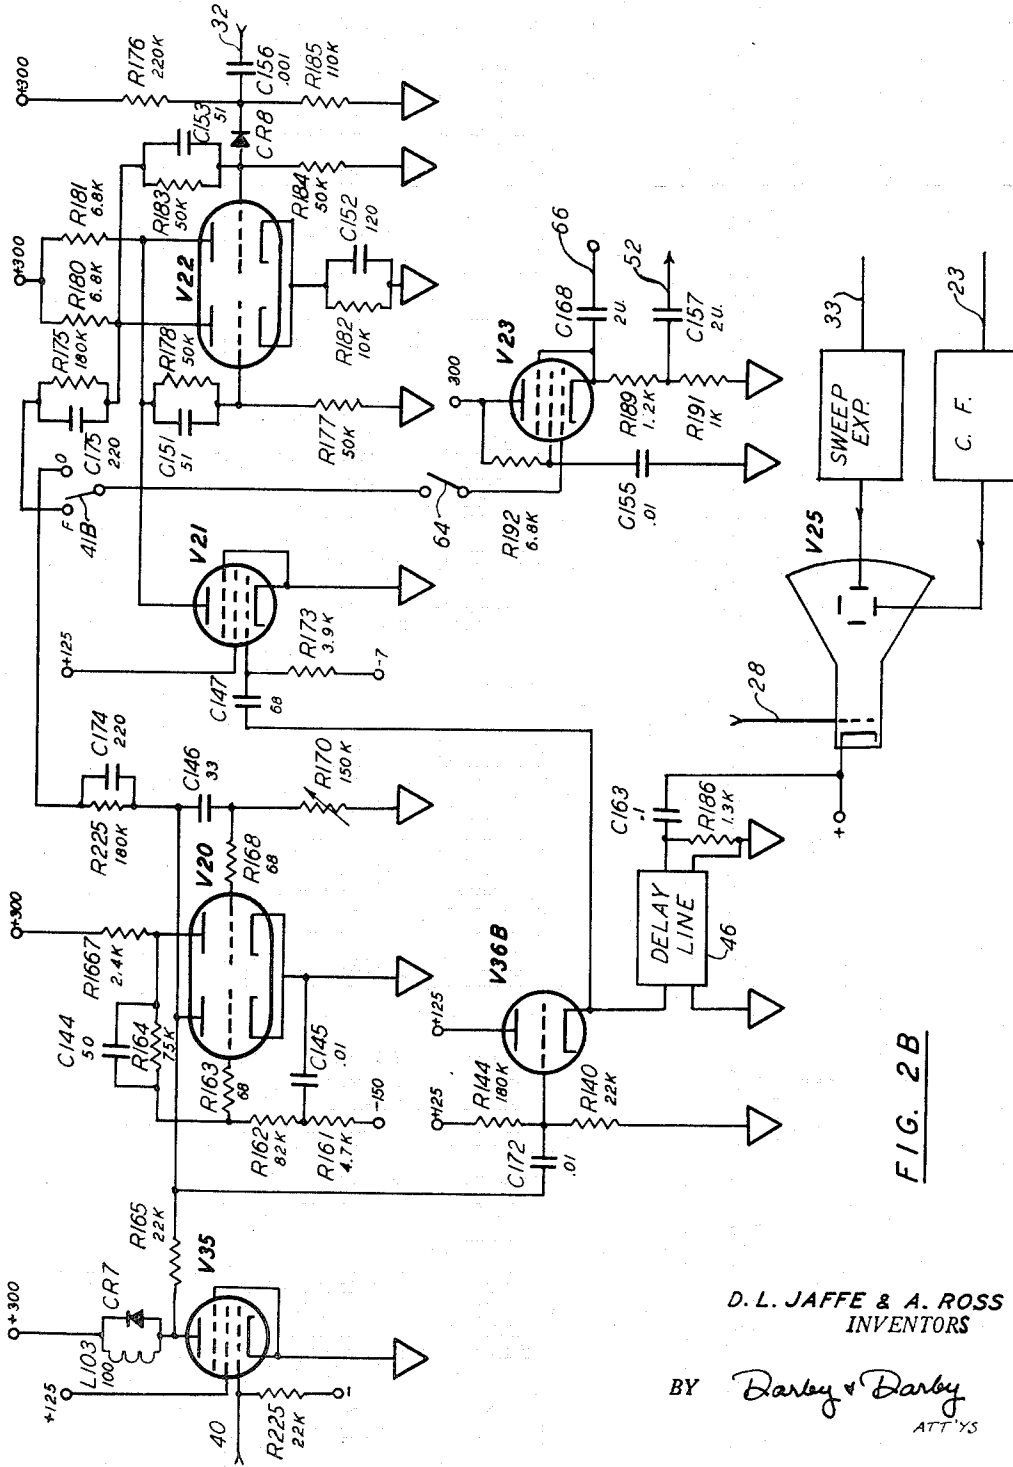 +300
CR7
L103
100
+125
R165
22K
V35
40
R225
22K
-1
+300
R1667
2.4K
C144
50
R164
75K
R163
68
R162
82K
R161
4.7K
-150
C145
.01
V20
R225
180K
C174
220
C146
33
R168
68
R170
150K
+125
V21
C147
68
R173
3.9K
-7
41B
F
O
+300
R175
180K
C175
220
R180
6.8K
R181
6.8K
R178
50K
C151
51
V22
R177
50K
R183
50K
C153
51
R182
10K
C152
120
R184
50K
CR8
+300
R176
220K
32
C156
.001
R185
110K
+125
+125
V36B
R144
180K
C172
.01
R140
22K
64
300
V23
R192
6.8K
C155
.01
C168
2U.
66
R189
1.2K
52
C157
2U.
R191
1K
DELAY
LINE
46
C163
.1
R186
1.3K
+
28
V25
SWEEP
EXP.
33
C. F.
23
FIG. 2B
D. L. JAFFE & A. ROSS
INVENTORS
BY Darby & Darby
ATT'YS